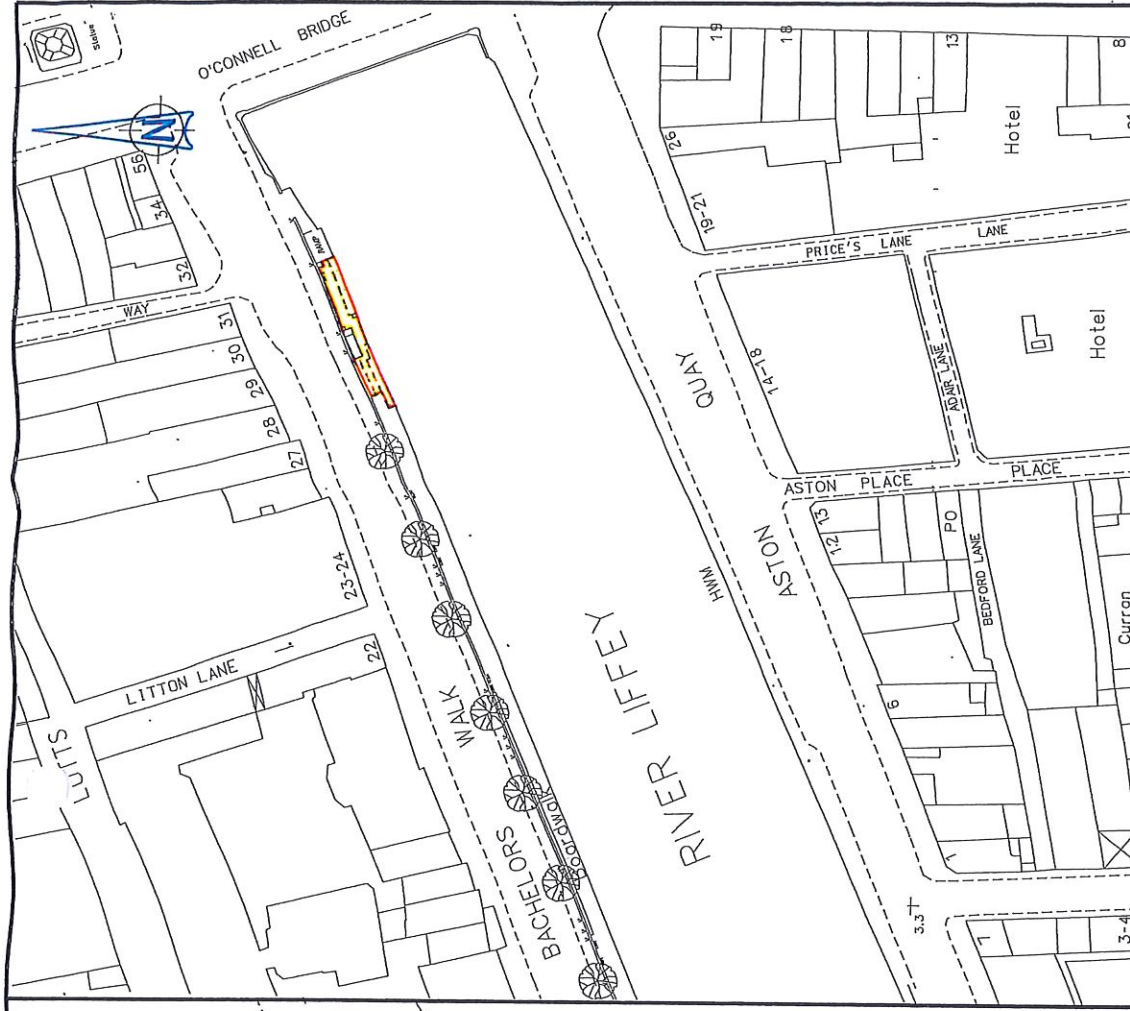 Statue
O'CONNELL BRIDGE
N
56
34
32
WAY
31
30
29
28
27
23-24
22
LITTON LANE
LOTTS
BACHELORS WALK
Boardwalk
RIVER LIFFEY
HWM
ASTON QUAY
19
18
13
8
26
19-21
Hotel
PRICE'S LANE
LANE
14-18
ADAIR LANE
Hotel
ASTON PLACE
PLACE
13
12
PO
BEDFORD LANE
6
Curran
1
3.3
1
3-4